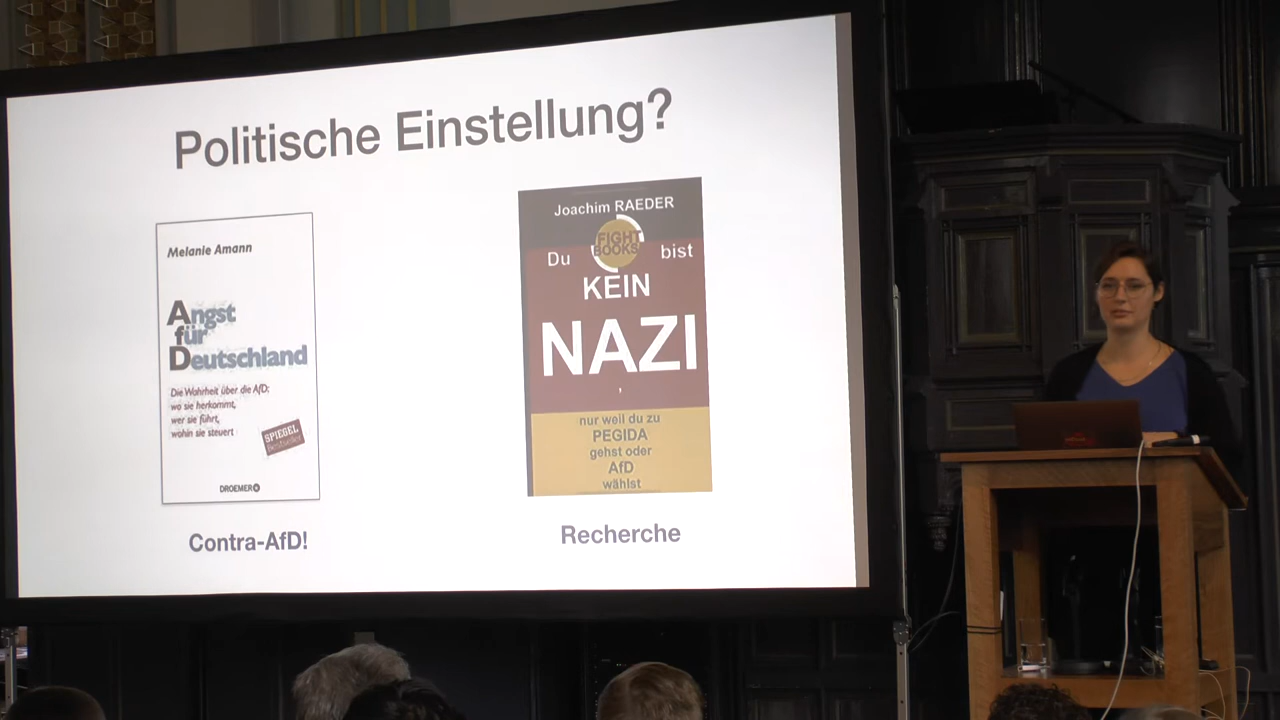 Politische Einstellung?
Melanie Amann
Angst
für
Deutschland
Die Wahrheit über die AfD:
wo sie herkommt,
wer sie führt,
wohin sie steuert
SPIEGEL
Bestseller
DROEMER
Contra-AfD!
Joachim RAEDER
FIGHT
BOOKS
Du bist
KEIN
NAZI
,
nur weil du zu
PEGIDA
gehst oder
AfD
wählst
Recherche